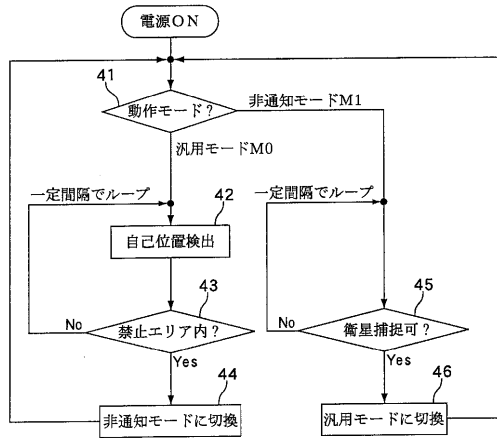 電源ON
41
動作モード?
非通知モードM1
汎用モードM0
一定間隔でループ
一定間隔でループ
42
自己位置検出
43
45
禁止エリア内?
No
Yes
衛星捕捉可?
No
Yes
44
46
非通知モードに切換
汎用モードに切換